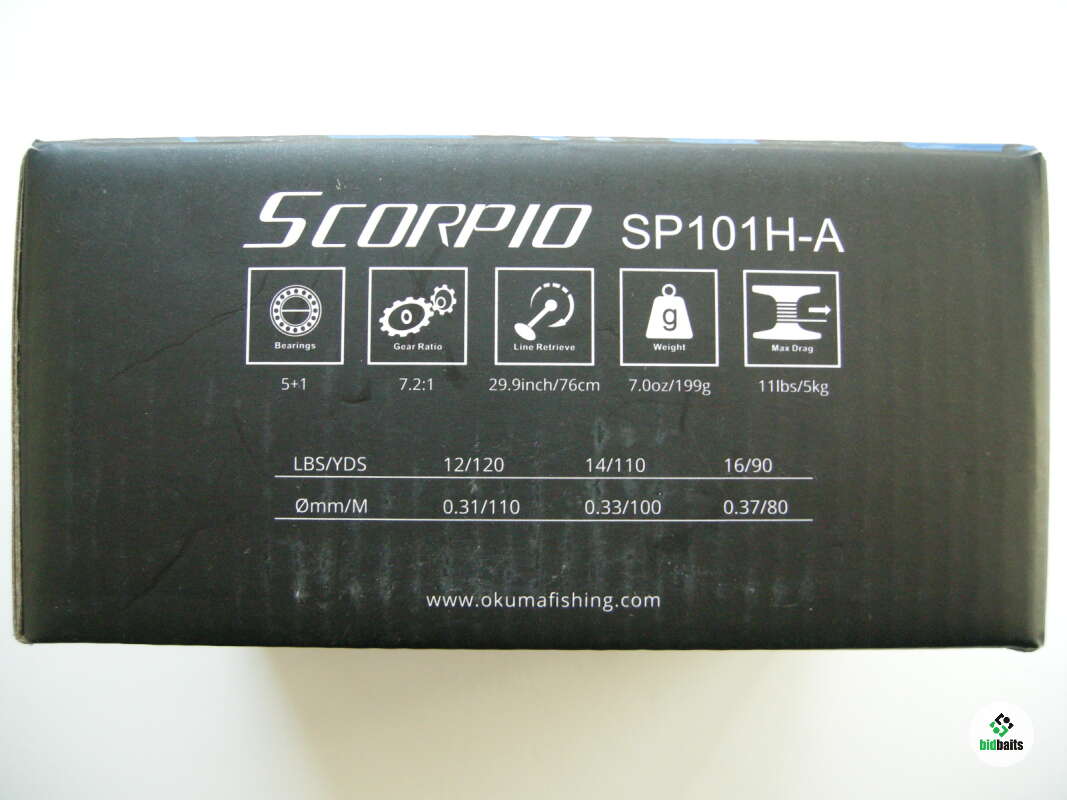 SCORPIO SP101H-A
Bearings Gear Ratio Line Retrieve g Weight Max Drag
5+1 7.2:1 29.9inch/76cm 7.0oz/199g 11lbs/5kg
LBS/YDS 12/120 14/110 16/90
Ømm/M 0.31/110 0.33/100 0.37/80
www.okumafishing.com
bidbaits